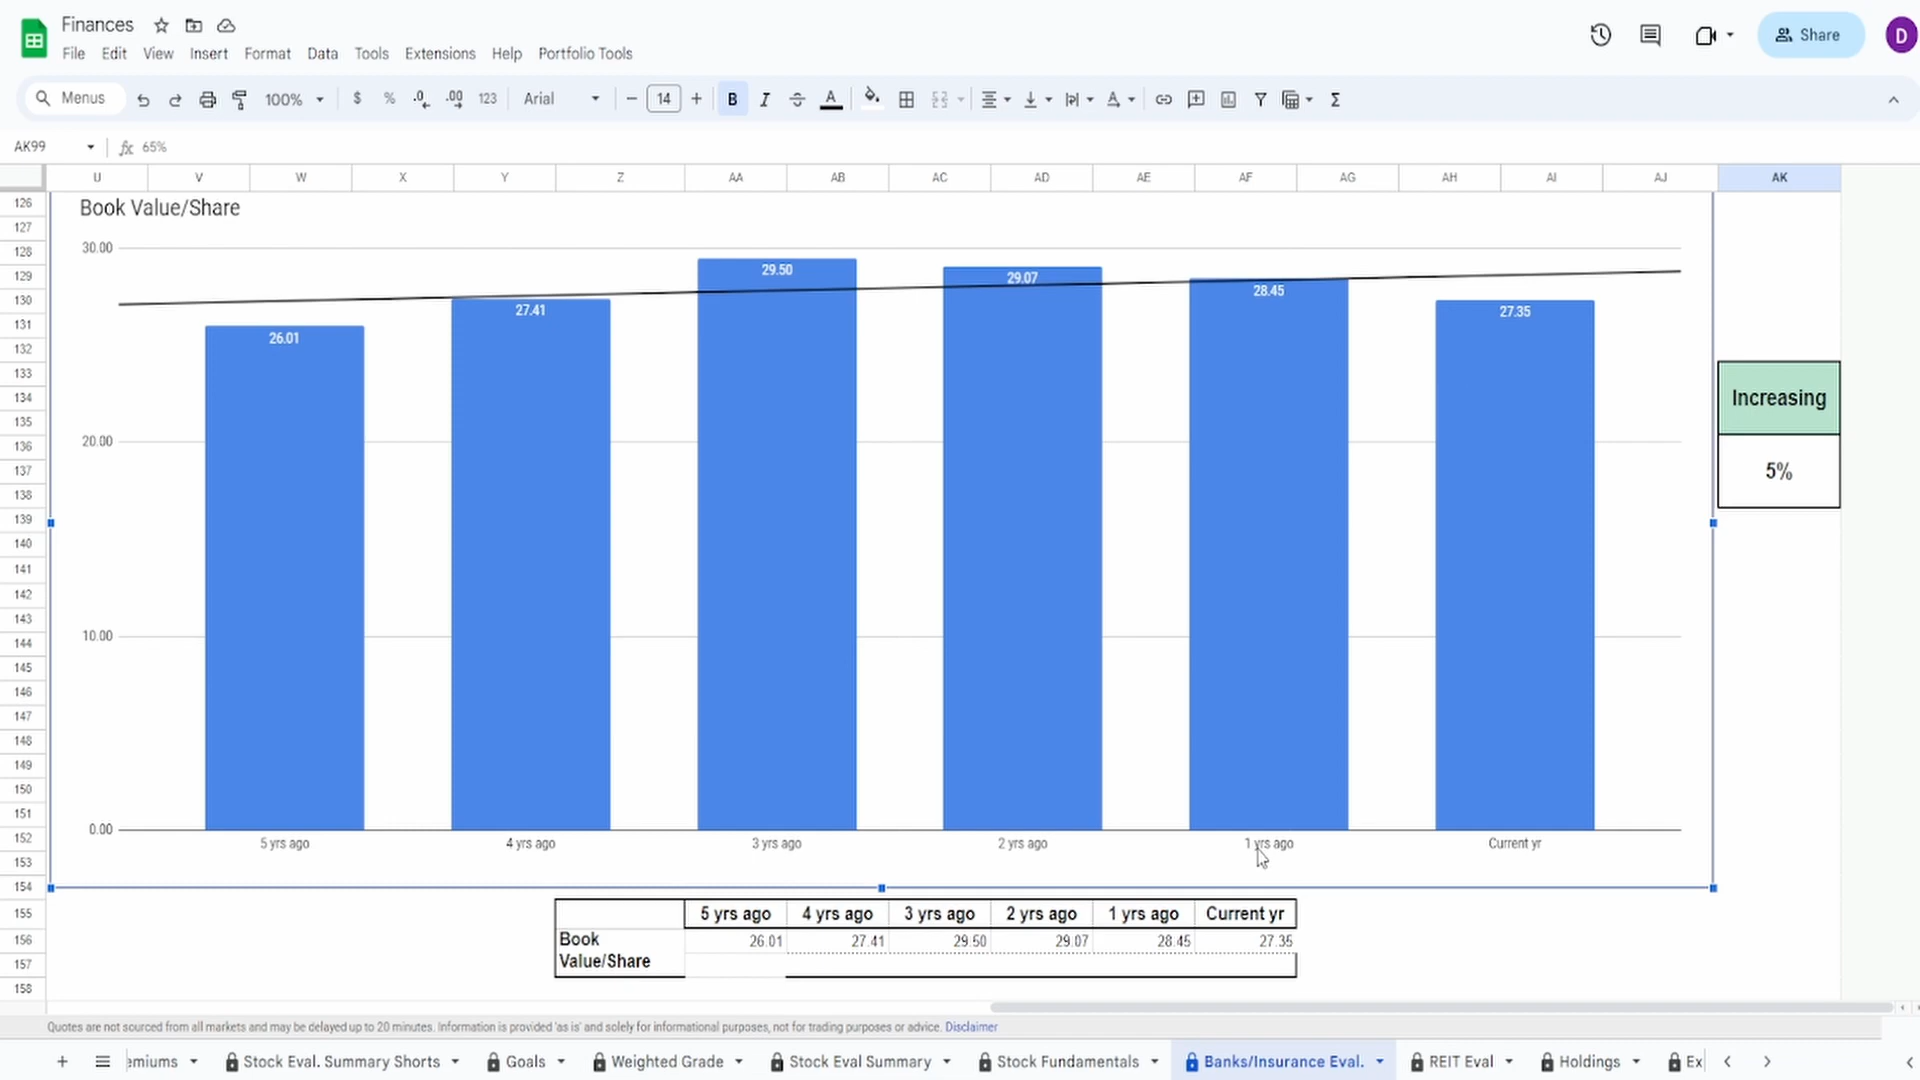 Finances
File Edit View Insert Format Data Tools Extensions Help Portfolio Tools
Share
D
Menus 100% $ % .0 .00 123 Arial 14 B I A Σ
AK99 fx 65%
U V W X Y Z AA AB AC AD AE AF AG AH AI AJ AK
126
127
128
129
130
131
132
133
134
135
136
137
138
139
140
141
142
143
144
145
146
147
148
149
150
151
152
153
154
155
156
157
158
Book Value/Share
30.00
20.00
10.00
0.00
26.01 27.41 29.50 29.07 28.45 27.35
5 yrs ago 4 yrs ago 3 yrs ago 2 yrs ago 1 yrs ago Current yr
Increasing
5%
5 yrs ago 4 yrs ago 3 yrs ago 2 yrs ago 1 yrs ago Current yr
Book 26.01 27.41 29.50 29.07 28.45 27.35
Value/Share
Quotes are not sourced from all markets and may be delayed up to 20 minutes. Information is provided 'as is' and solely for informational purposes, not for trading purposes or advice. Disclaimer
emiums Stock Eval. Summary Shorts Goals Weighted Grade Stock Eval Summary Stock Fundamentals Banks/Insurance Eval. REIT Eval Holdings Ex